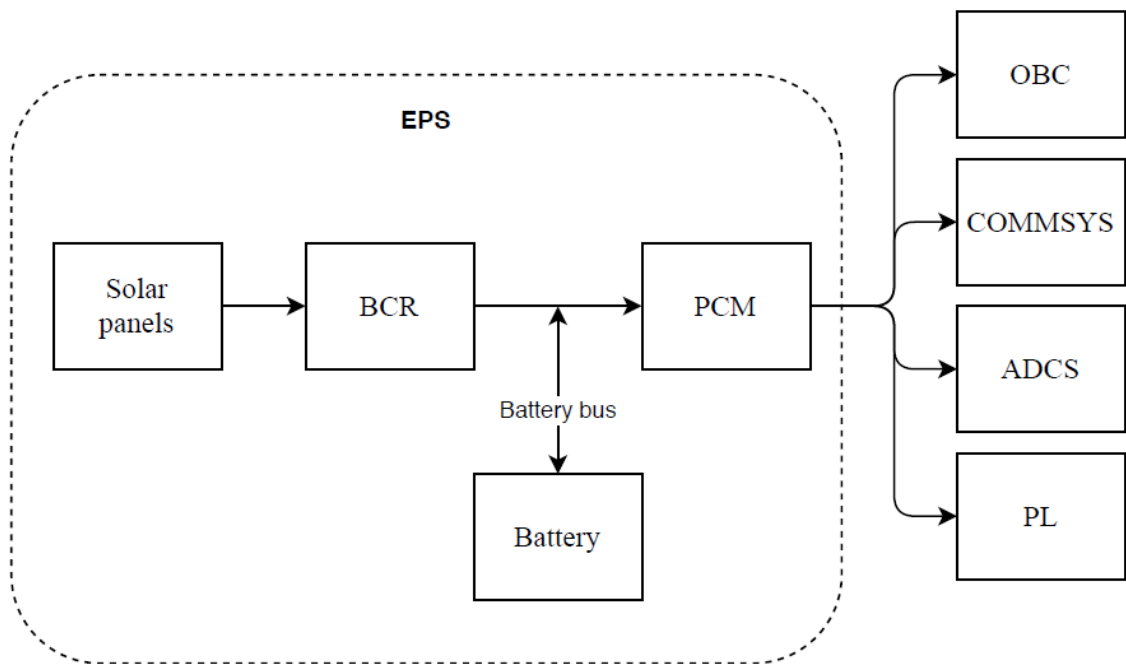 OBC
EPS
COMMSYS
Solar
panels
BCR
PCM
ADCS
Battery bus
Battery
PL